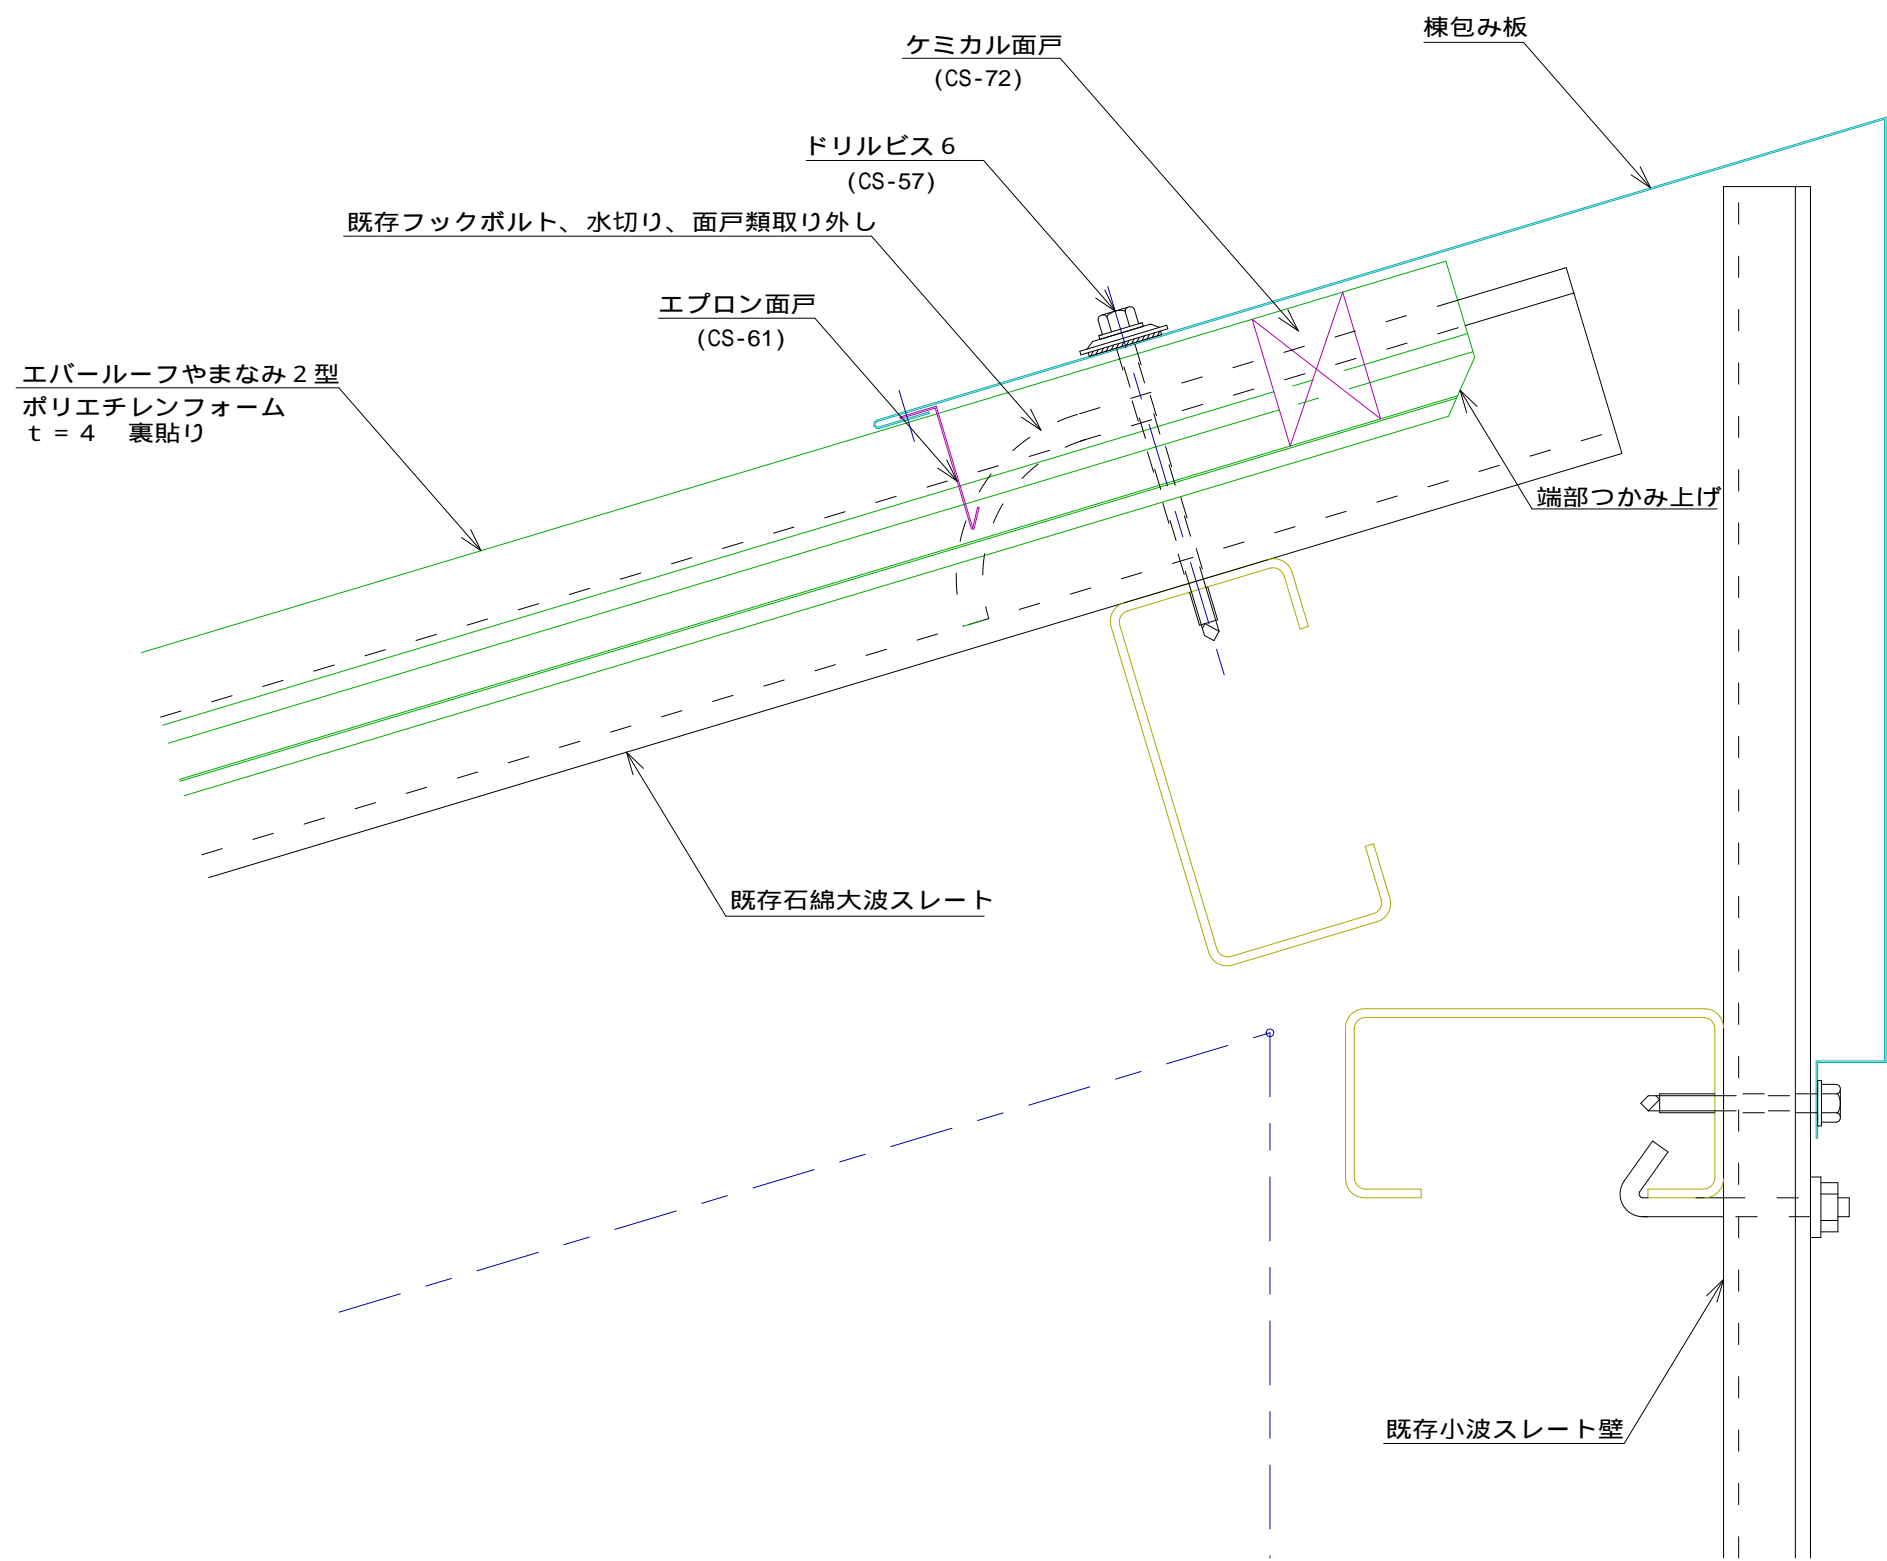 棟包み板
ケミカル面戸
(CS-72)
ドリルビス6
(CS-57)
既存フックボルト、水切り、面戸類取り外し
エプロン面戸
(CS-61)
エバールーフやまなみ2型
ポリエチレンフォーム
t=4 裏貼り
端部つかみ上げ
既存石綿大波スレート
既存小波スレート壁